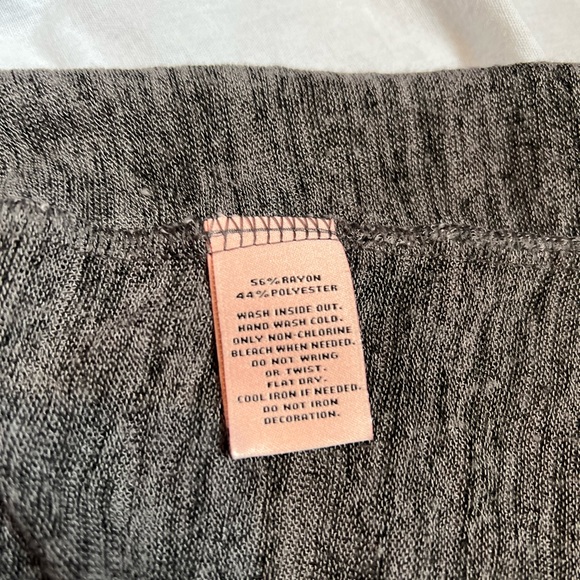 56% RAYON
44% POLYESTER
WASH INSIDE OUT.
HAND WASH COLD.
ONLY NON-CHLORINE
BLEACH WHEN NEEDED.
DO NOT WRING
OR TWIST.
FLAT DRY.
COOL IRON IF NEEDED.
DO NOT IRON
DECORATION.